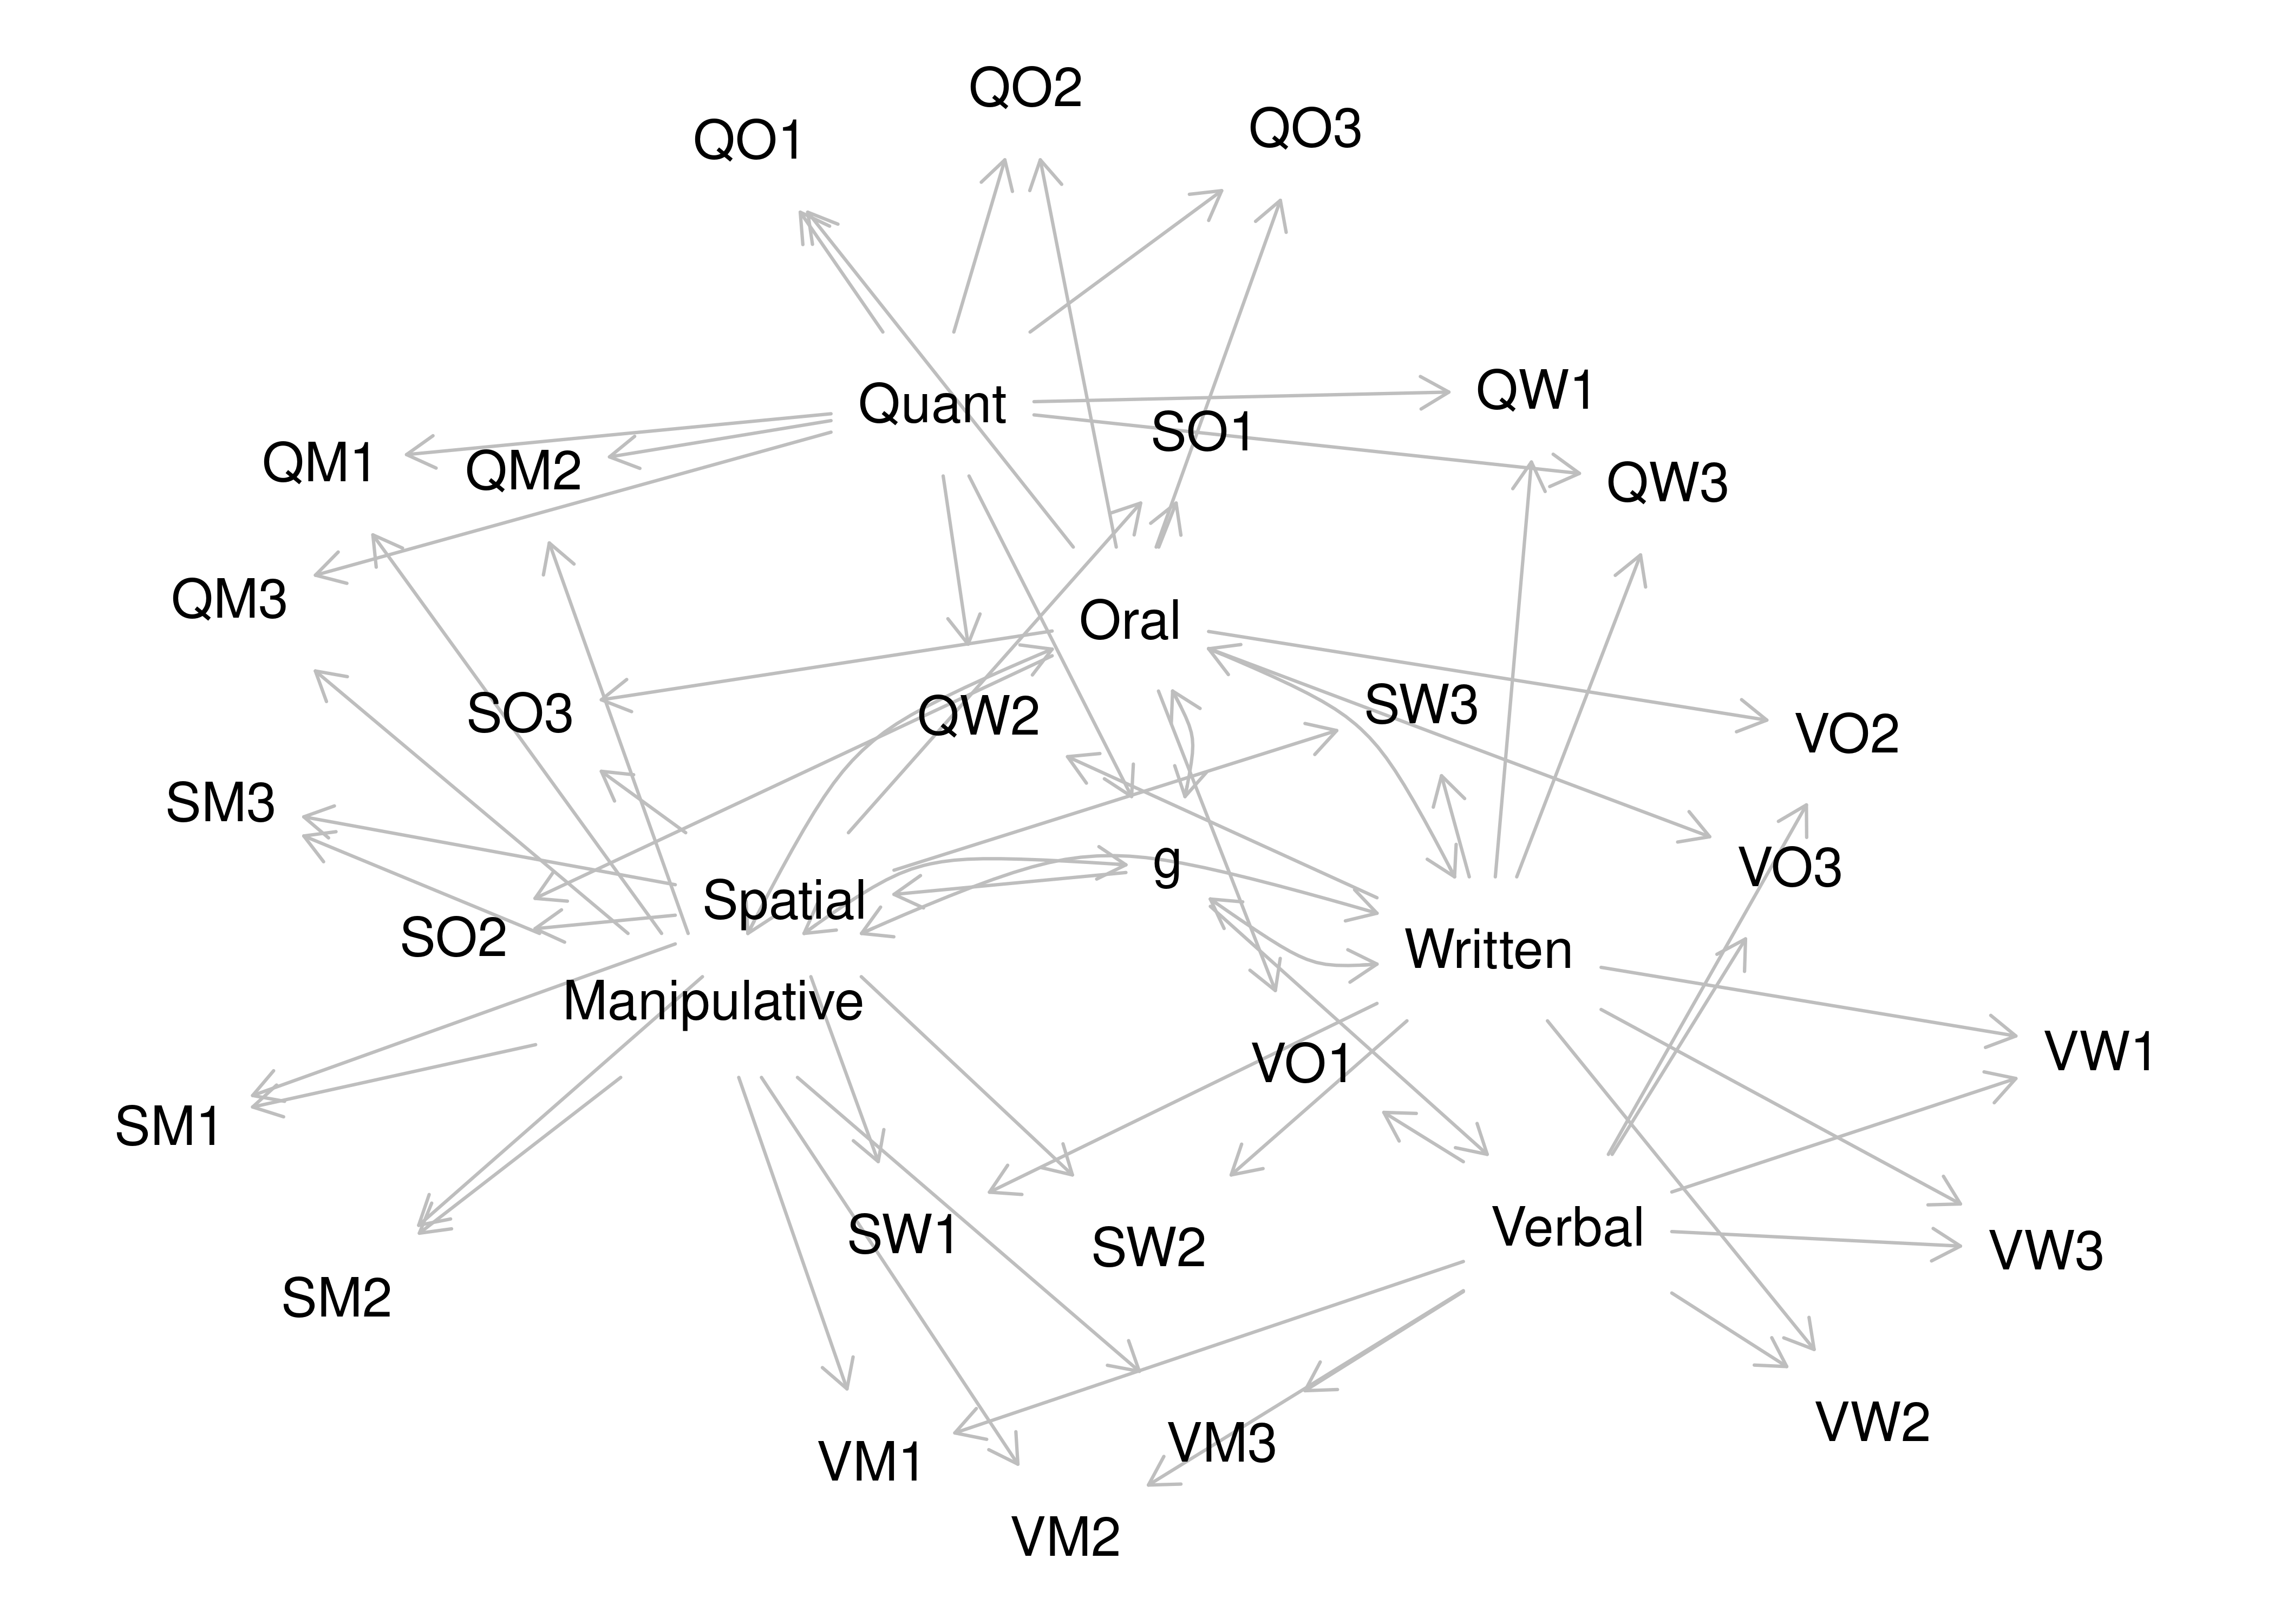 QO2
QO3
QO1
QW1
Quant
SO1
QM1
QM2
QW3
QM3
Oral
SW3
SO3
QW2
VO2
SM3
g
VO3
Spatial
SO2
Written
Manipulative
VW1
VO1
SM1
Verbal
SW1
SW2
VW3
SM2
VW2
VM3
VM1
VM2